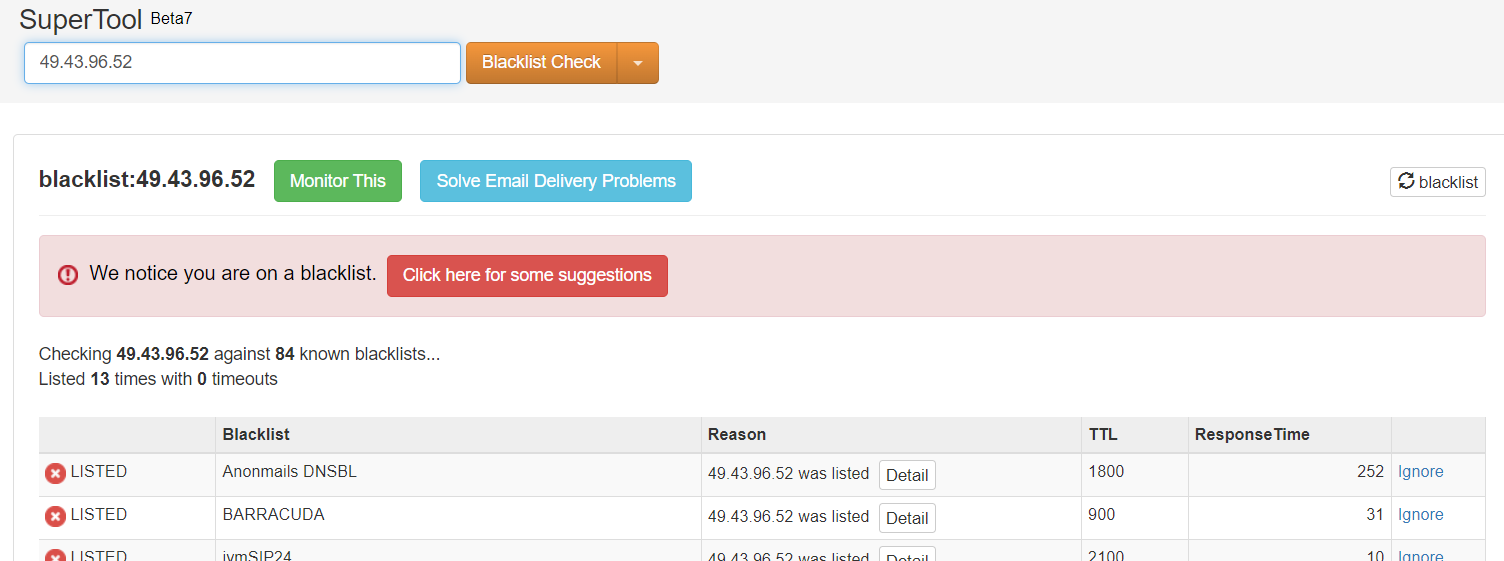 SuperTool Beta7
49.43.96.52 Blacklist Check
blacklist:49.43.96.52 Monitor This Solve Email Delivery Problems blacklist
We notice you are on a blacklist. Click here for some suggestions
Checking 49.43.96.52 against 84 known blacklists...
Listed 13 times with 0 timeouts
Blacklist Reason TTL ResponseTime
LISTED Anonmails DNSBL 49.43.96.52 was listed Detail 1800 252 Ignore
LISTED BARRACUDA 49.43.96.52 was listed Detail 900 31 Ignore
LISTED ivmSIP24 49.43.96.52 was listed Detail 2100 10 Ignore